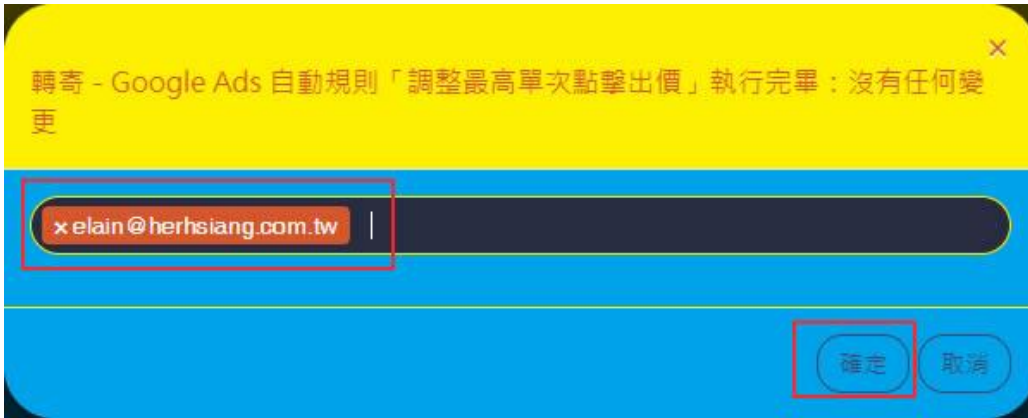 ×
轉寄 - Google Ads 自動規則「調整最高單次點擊出價」執行完畢：沒有任何變
更
×elain@herhsiang.com.tw
確定 取消